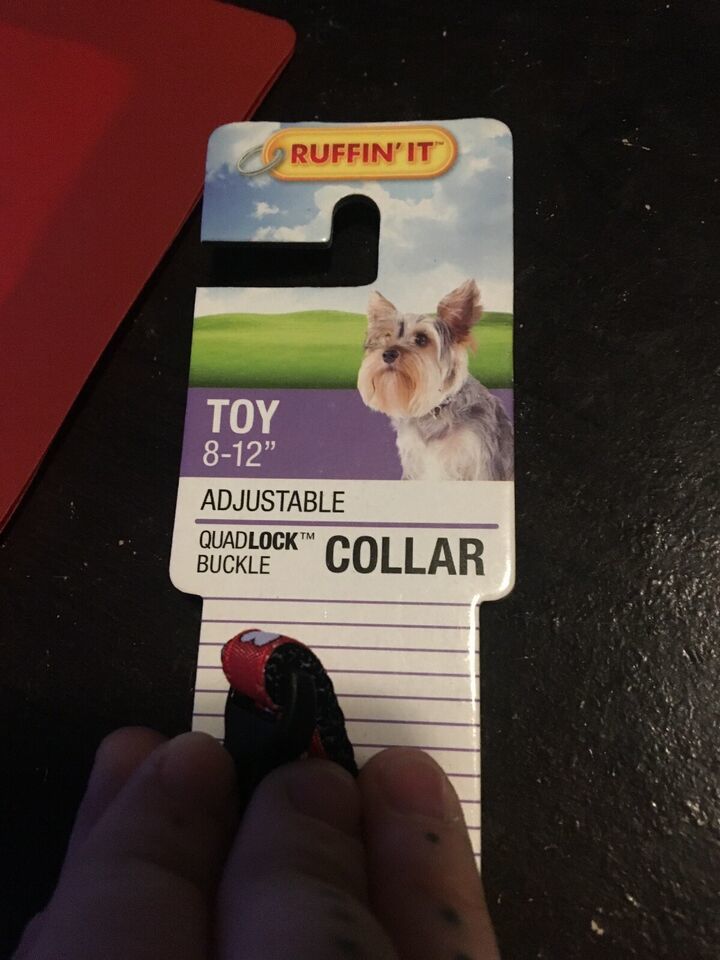 RUFFIN' IT™
TOY
8-12”
ADJUSTABLE
QUADLOCK™
BUCKLE
COLLAR